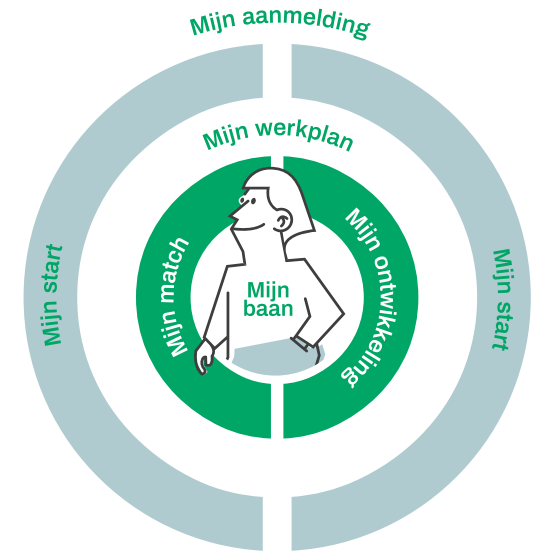 Mijn aanmelding
Mijn werkplan
Mijn start
Mijn match
Mijn
baan
Mijn ontwikkeling
Mijn start